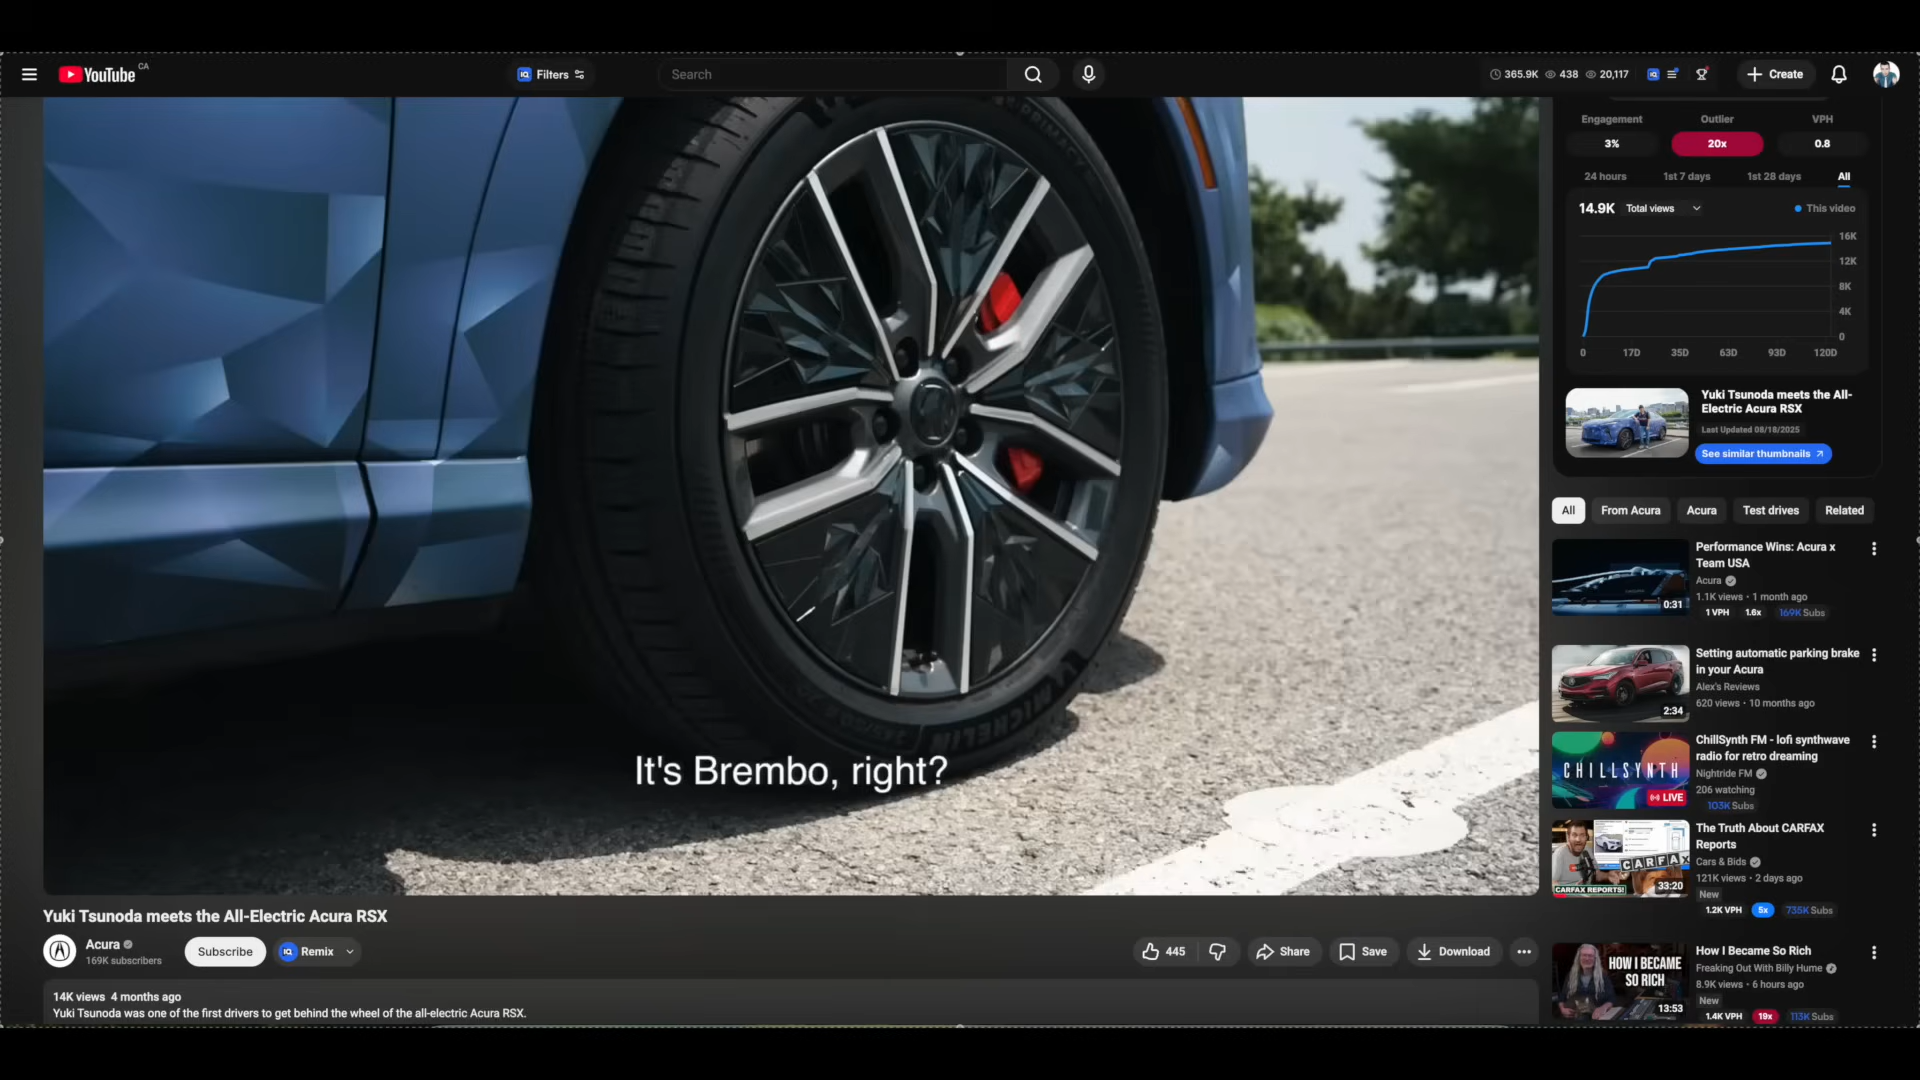 YouTube CA
Filters
Search
365.9K 438 20,117
Create
PRIMACY
MICHELIN
It's Brembo, right?
Engagement Outlier VPH
3% 20x 0.8
24 hours 1st 7 days 1st 28 days All
14.9K Total views This video
16K
12K
8K
4K
0
0 17D 35D 63D 93D 120D
Yuki Tsunoda meets the All-
Electric Acura RSX
Last Updated 08/18/2025
See similar thumbnails
All From Acura Acura Test drives Related
Performance Wins: Acura x
Team USA
Acura
1.1K views • 1 month ago
1 VPH 1.6x 169K Subs
0:31
Setting automatic parking brake
in your Acura
Alex's Reviews
620 views • 10 months ago
2:34
CHILLSYNTH
LIVE
ChillSynth FM - lofi synthwave
radio for retro dreaming
Nightride FM
206 watching
103K Subs
CARFAX
CARFAX REPORTS!
33:20
The Truth About CARFAX
Reports
Cars & Bids
121K views • 2 days ago
New
1.2K VPH 5x 735K Subs
HOW I BECAME
SO RICH
13:53
How I Became So Rich
Freaking Out With Billy Hume
8.9K views • 6 hours ago
New
1.4K VPH 19x 113K Subs
Yuki Tsunoda meets the All-Electric Acura RSX
Acura
169K subscribers
Subscribe
Remix
445
Share
Save
Download
14K views 4 months ago
Yuki Tsunoda was one of the first drivers to get behind the wheel of the all-electric Acura RSX.